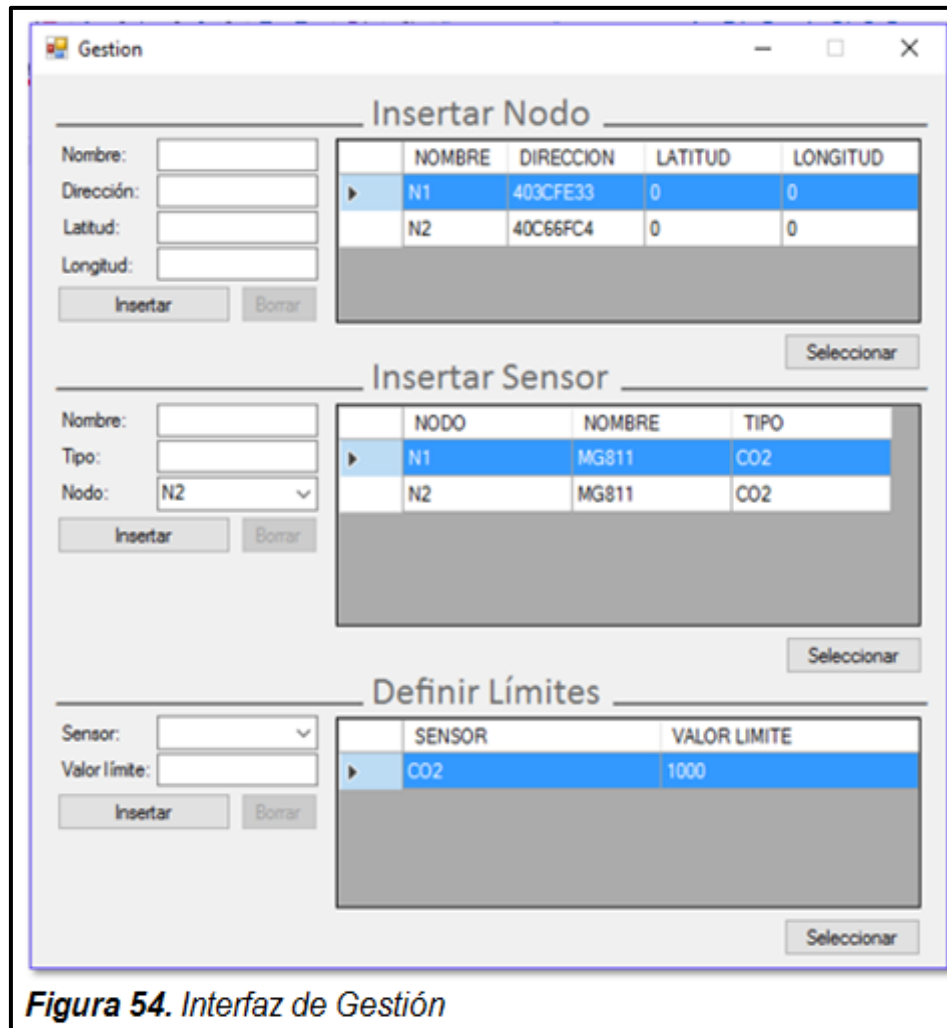 Gestion
Insertar Nodo
Nombre:
Dirección:
Latitud:
Longitud:
Insertar Borrar
NOMBRE DIRECCION LATITUD LONGITUD
N1 403CFE33 0 0
N2 40C66FC4 0 0
Seleccionar
Insertar Sensor
Nombre:
Tipo:
Nodo: N2
Insertar Borrar
NODO NOMBRE TIPO
N1 MG811 CO2
N2 MG811 CO2
Seleccionar
Definir Límites
Sensor:
Valor límite:
Insertar Borrar
SENSOR VALOR LIMITE
CO2 1000
Seleccionar
Figura 54. Interfaz de Gestión